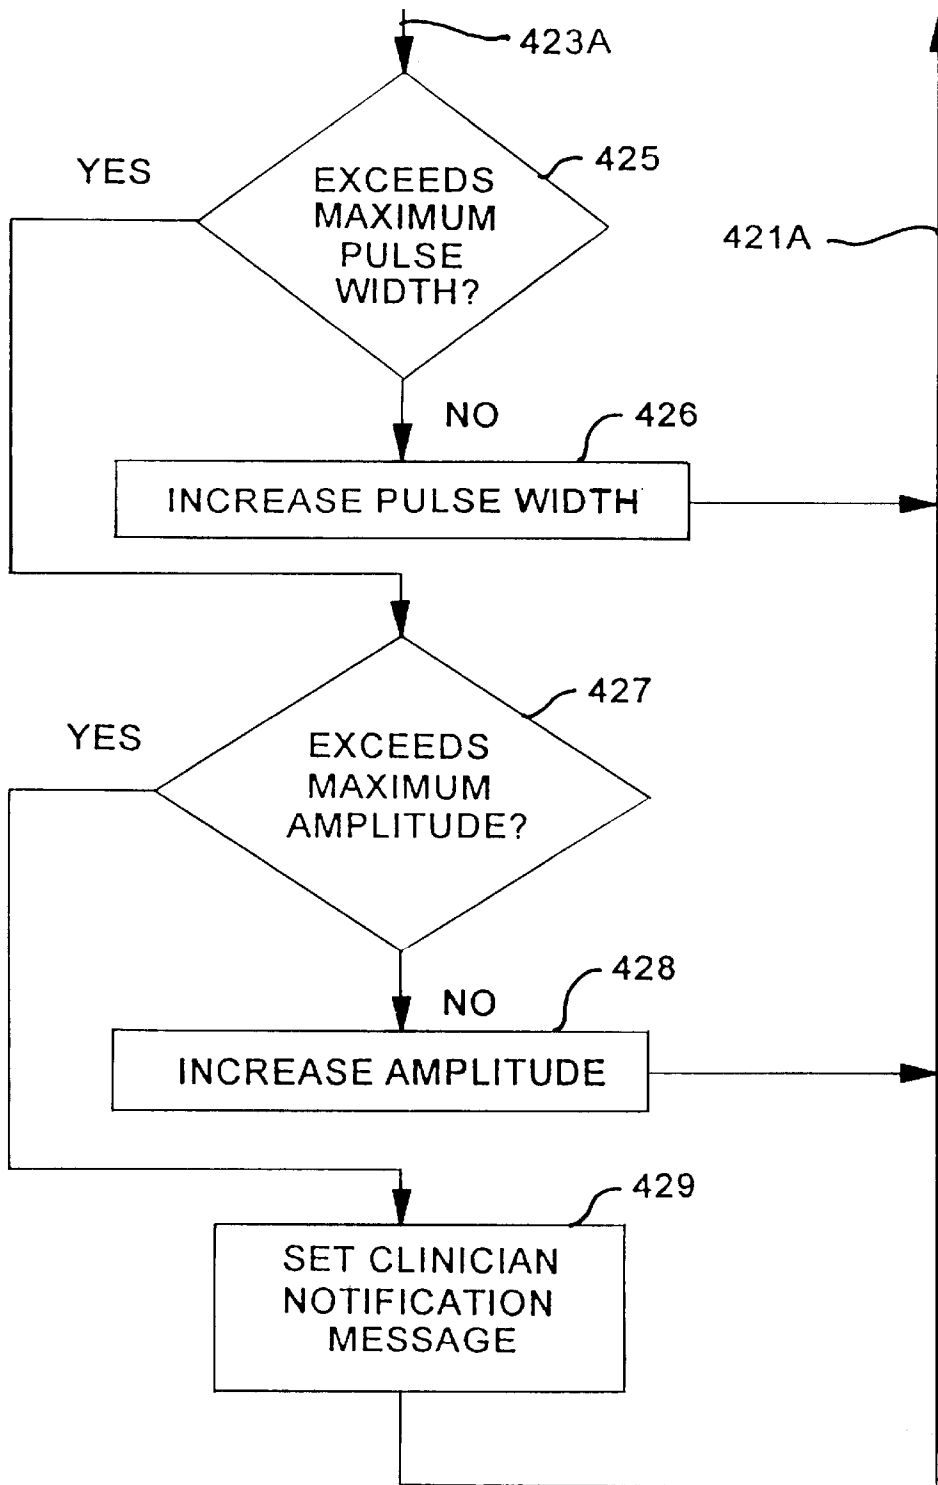 423A
YES
425
EXCEEDS
MAXIMUM
PULSE
WIDTH?
421A
NO
426
INCREASE PULSE WIDTH
427
YES
EXCEEDS
MAXIMUM
AMPLITUDE?
428
NO
INCREASE AMPLITUDE
429
SET CLINICIAN
NOTIFICATION
MESSAGE